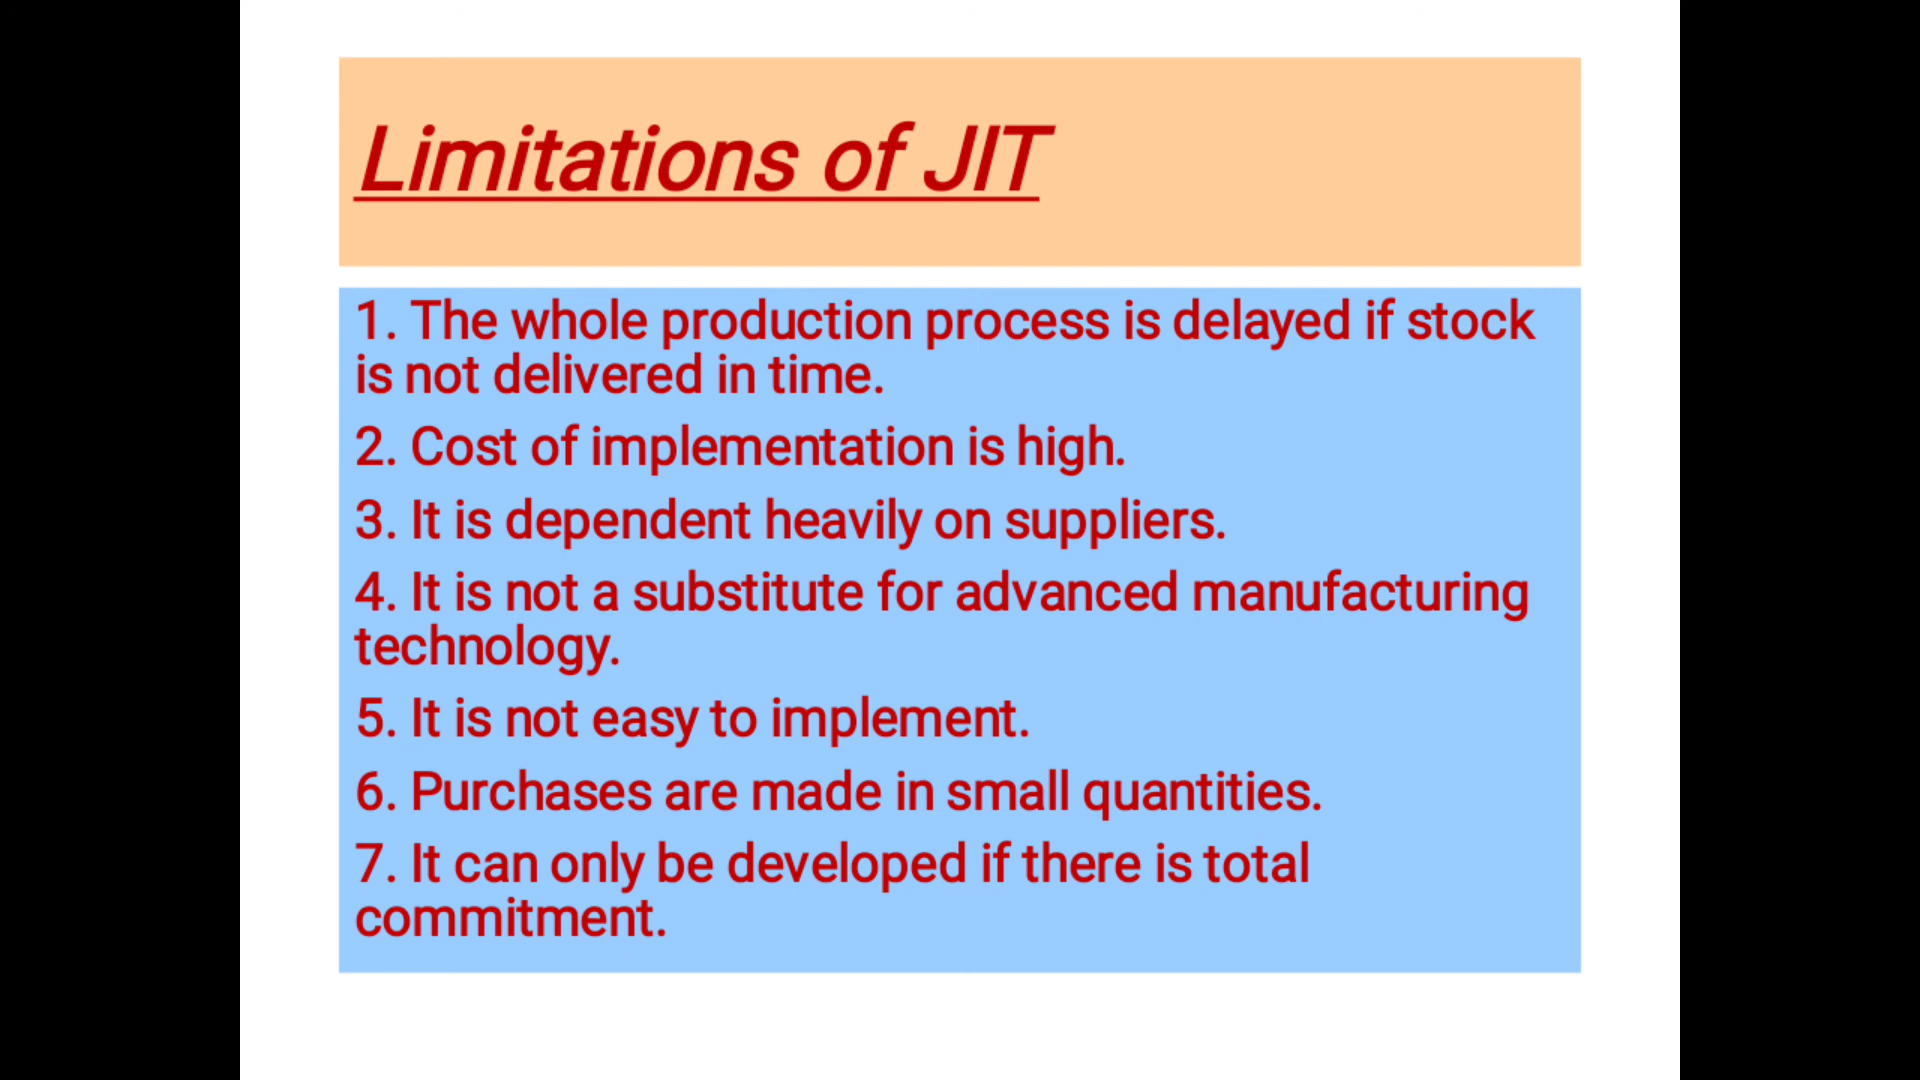 Limitations of JIT
1. The whole production process is delayed if stock
is not delivered in time.
2. Cost of implementation is high.
3. It is dependent heavily on suppliers.
4. It is not a substitute for advanced manufacturing
technology.
5. It is not easy to implement.
6. Purchases are made in small quantities.
7. It can only be developed if there is total
commitment.